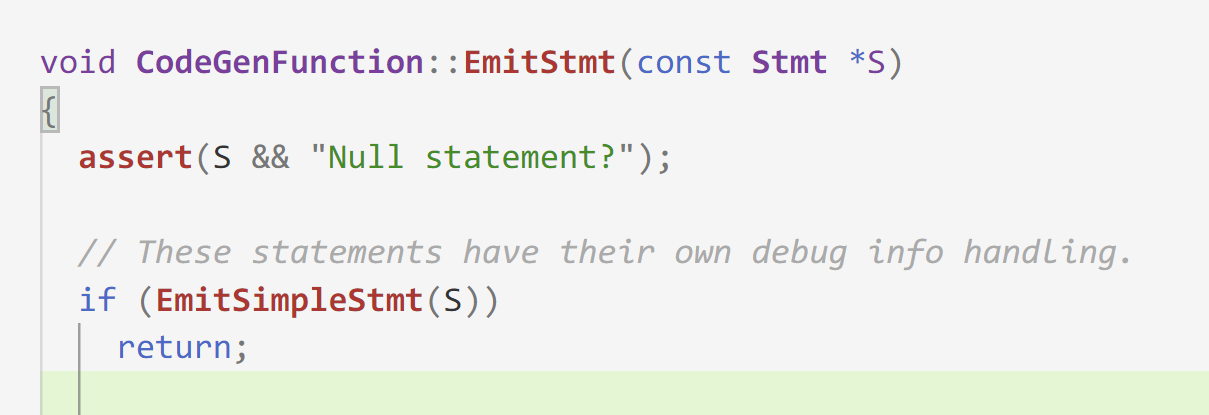 void CodeGenFunction::EmitStmt(const Stmt *S)
{
assert(S && "Null statement?");
// These statements have their own debug info handling.
if (EmitSimpleStmt(S))
return;